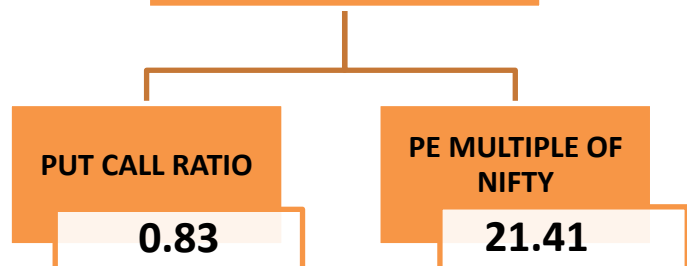 PUT CALL RATIO
0.83
PE MULTIPLE OF
NIFTY
21.41